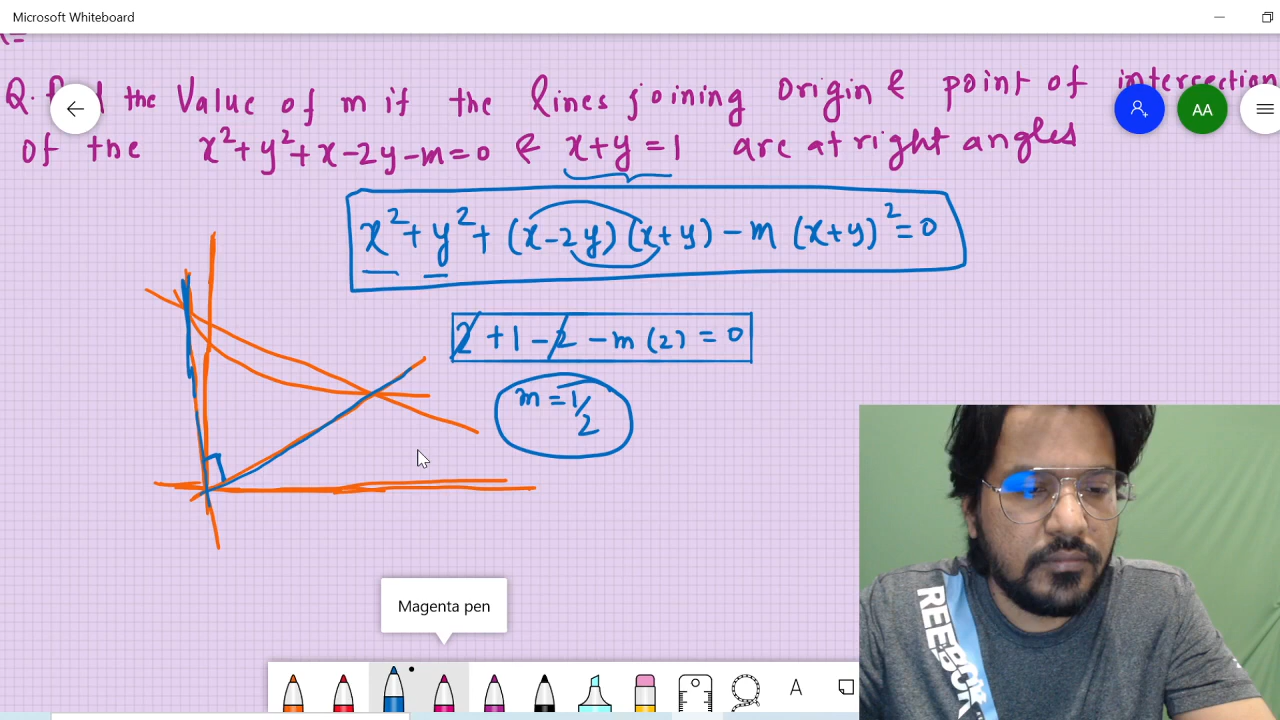 Microsoft Whiteboard
Q. the Value of m if the lines joining Origin & point of intersection
of the x²+y²+x-2y-m=0 & x+y=1 are at right angles
AA
x²+y²+(x-2y)(x+y)-m(x+y)²=0
2+1-2-m(2)=0
m=1/2
REEBOK
REEBOK
Magenta pen
A